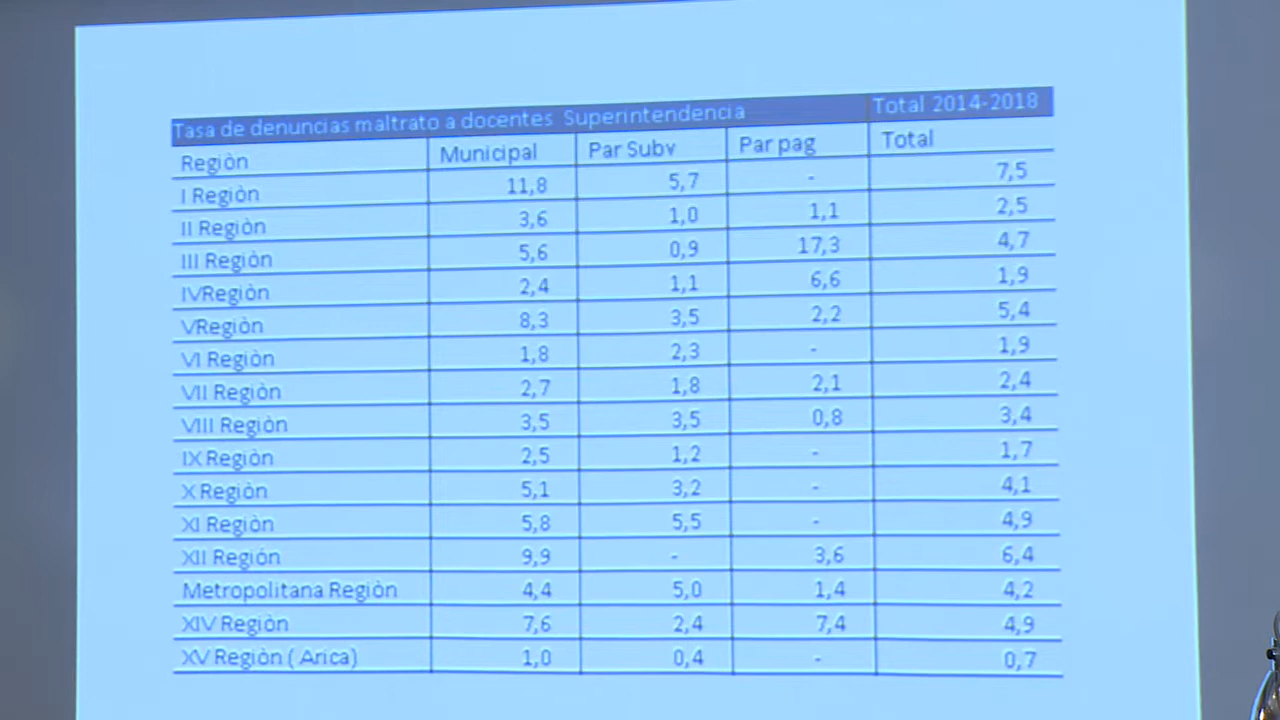 Tasa de denuncias maltrato a docentes Superintendencia Total 2014-2018
Regiòn Municipal Par Subv Par pag Total
I Regiòn 11,8 5,7 - 7,5
II Regiòn 3,6 1,0 1,1 2,5
III Regiòn 5,6 0,9 17,3 4,7
IVRegiòn 2,4 1,1 6,6 1,9
VRegiòn 8,3 3,5 2,2 5,4
VI Regiòn 1,8 2,3 - 1,9
VII Regiòn 2,7 1,8 2,1 2,4
VIII Regiòn 3,5 3,5 0,8 3,4
IX Regiòn 2,5 1,2 - 1,7
X Regiòn 5,1 3,2 - 4,1
XI Regiòn 5,8 5,5 - 4,9
XII Regiòn 9,9 - 3,6 6,4
Metropolitana Regiòn 4,4 5,0 1,4 4,2
XIV Regiòn 7,6 2,4 7,4 4,9
XV Regiòn ( Arica) 1,0 0,4 - 0,7